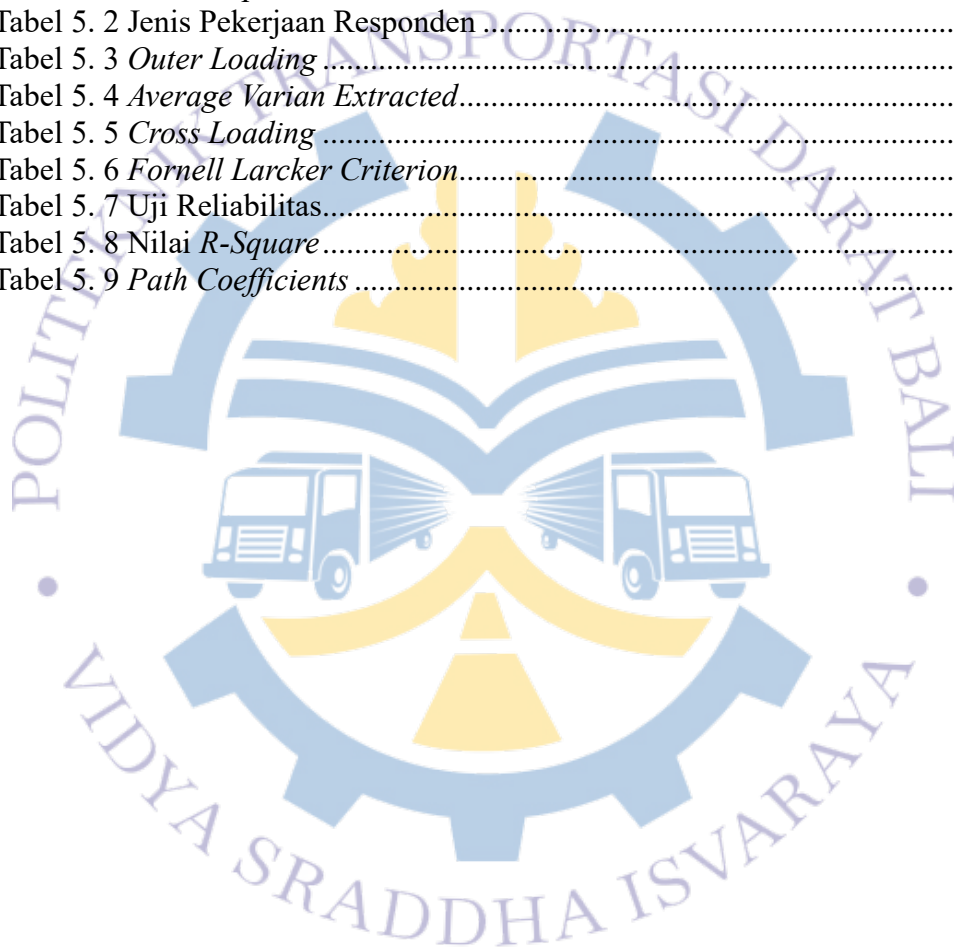 Tabel 5. 2 Jenis Pekerjaan Responden ................................................
Tabel 5. 3 Outer Loading ................................................
Tabel 5. 4 Average Varian Extracted................................................
Tabel 5. 5 Cross Loading ................................................
Tabel 5. 6 Fornell Larcker Criterion................................................
Tabel 5. 7 Uji Reliabilitas................................................
Tabel 5. 8 Nilai R-Square ................................................
Tabel 5. 9 Path Coefficients ................................................
POLITEKNIK TRANSPORTASI DARAT BALI
• VIDYA SRADDHA ISVARAYA •